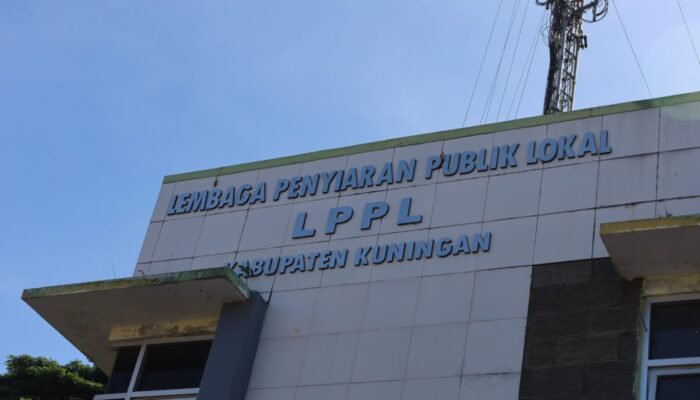 LEMBAGA PENYIARAN PUBLIK LOKAL
LPPL
KABUPATEN KUNINGAN